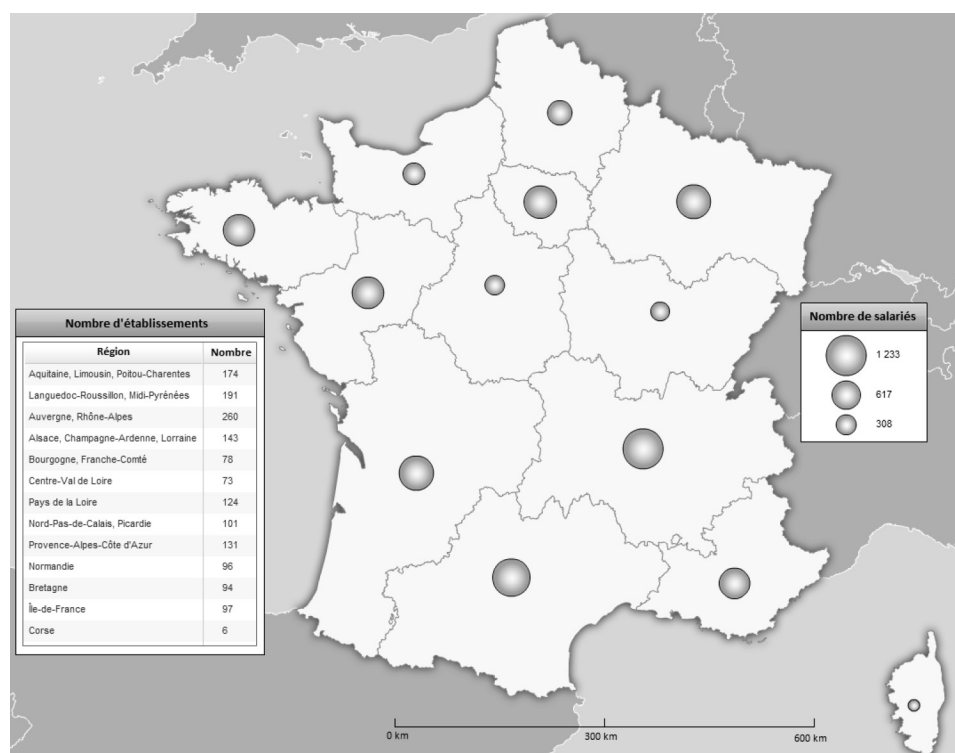 Nombre d'établissements
Région Nombre
Aquitaine, Limousin, Poitou-Charentes 174
Languedoc-Roussillon, Midi-Pyrénées 191
Auvergne, Rhône-Alpes 260
Alsace, Champagne-Ardenne, Lorraine 143
Bourgogne, Franche-Comté 78
Centre-Val de Loire 73
Pays de la Loire 124
Nord-Pas-de-Calais, Picardie 101
Provence-Alpes-Côte d'Azur 131
Normandie 96
Bretagne 94
Île-de-France 97
Corse 6
Nombre de salariés
1 233
617
308
0 km 300 km 600 km